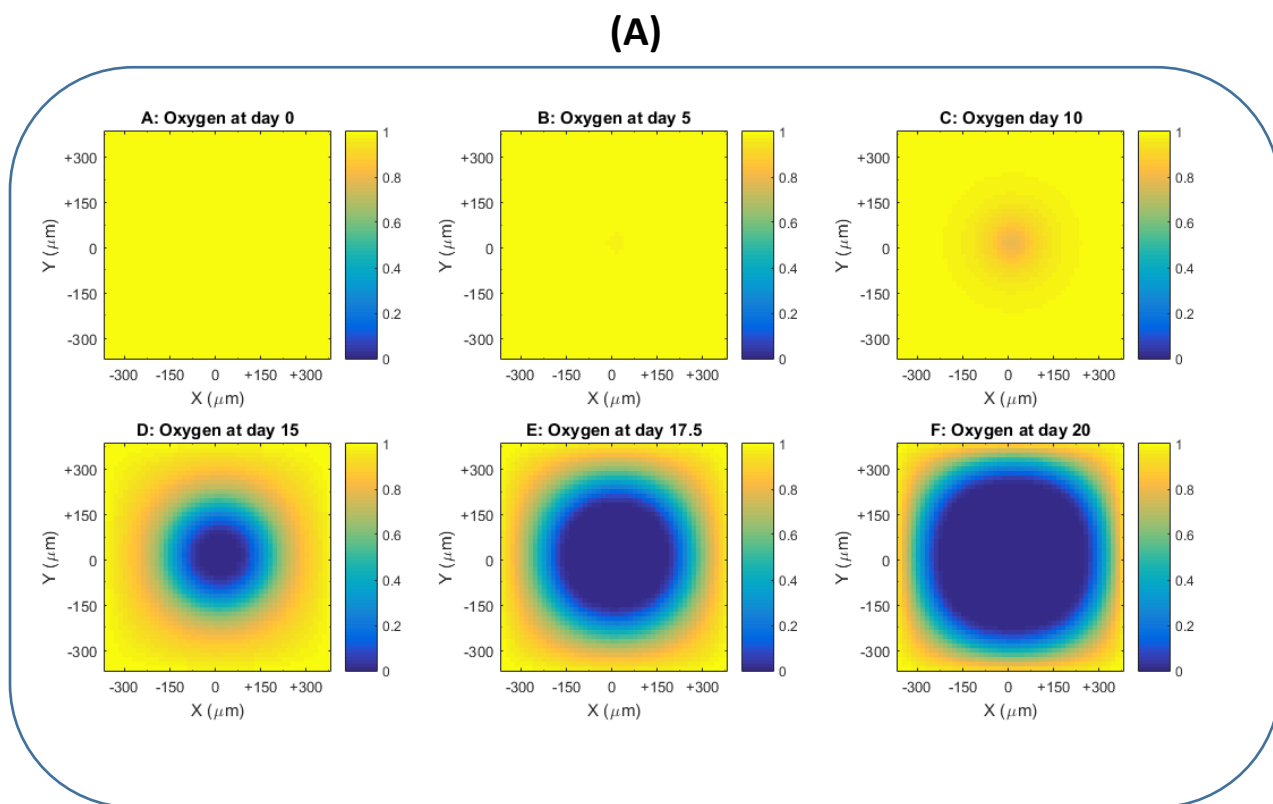 (A)
A: Oxygen at day 0
B: Oxygen at day 5
C: Oxygen day 10
+300
+150
0
-150
-300
Y (μm)
-300 -150 0 +150 +300
X (μm)
1
0.8
0.6
0.4
0.2
0
+300
+150
0
-150
-300
Y (μm)
-300 -150 0 +150 +300
X (μm)
1
0.8
0.6
0.4
0.2
0
+300
+150
0
-150
-300
Y (μm)
-300 -150 0 +150 +300
X (μm)
1
0.8
0.6
0.4
0.2
0
D: Oxygen at day 15
E: Oxygen at day 17.5
F: Oxygen at day 20
+300
+150
0
-150
-300
Y (μm)
-300 -150 0 +150 +300
X (μm)
1
0.8
0.6
0.4
0.2
0
+300
+150
0
-150
-300
Y (μm)
-300 -150 0 +150 +300
X (μm)
1
0.8
0.6
0.4
0.2
0
+300
+150
0
-150
-300
Y (μm)
-300 -150 0 +150 +300
X (μm)
1
0.8
0.6
0.4
0.2
0